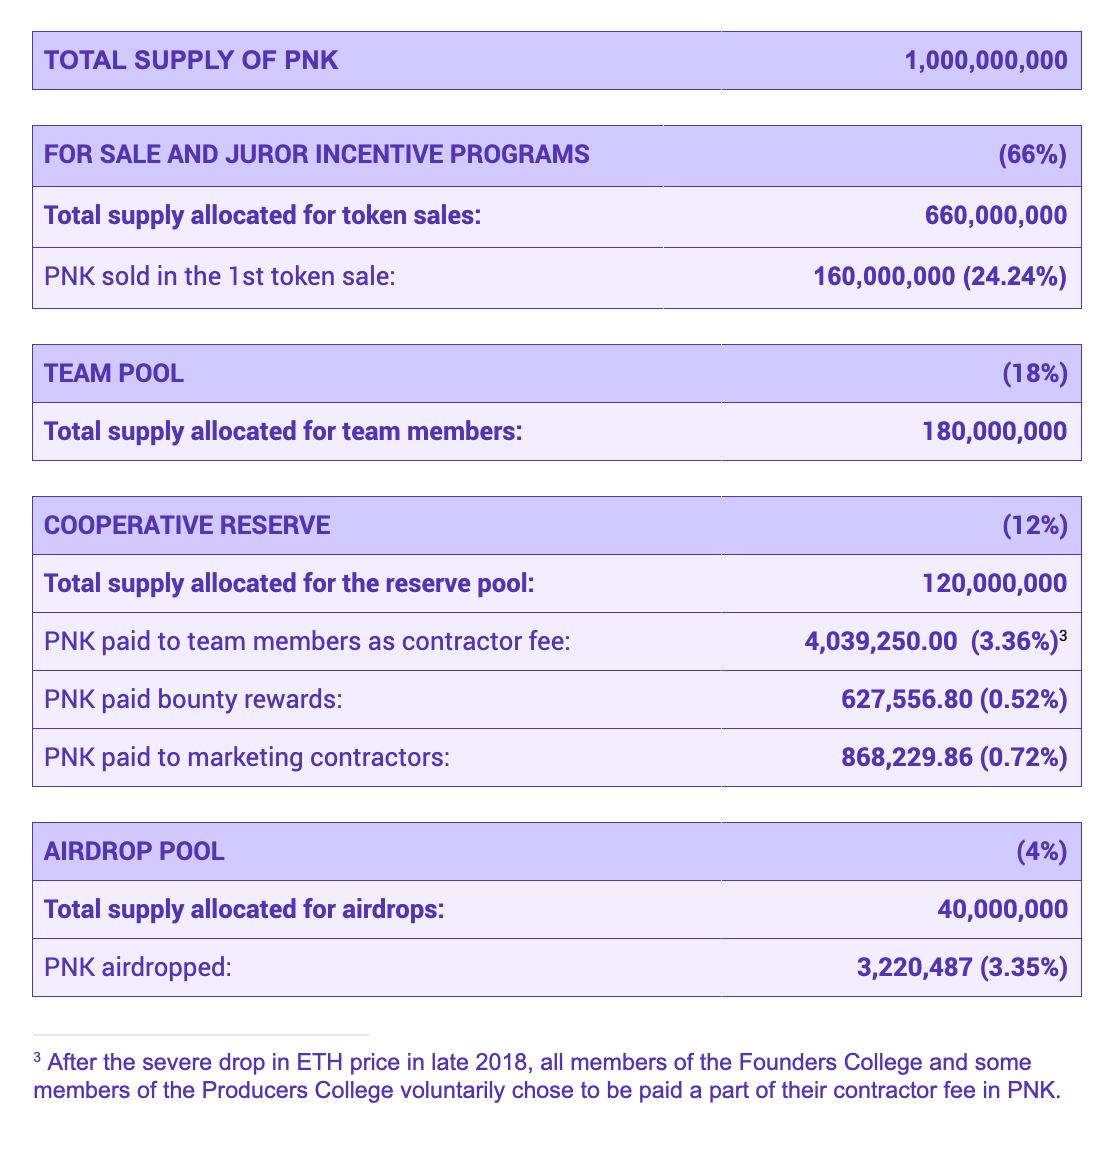 TOTAL SUPPLY OF PNK 1,000,000,000
FOR SALE AND JUROR INCENTIVE PROGRAMS (66%)
Total supply allocated for token sales: 660,000,000
PNK sold in the 1st token sale: 160,000,000 (24.24%)
TEAM POOL (18%)
Total supply allocated for team members: 180,000,000
COOPERATIVE RESERVE (12%)
Total supply allocated for the reserve pool: 120,000,000
PNK paid to team members as contractor fee: 4,039,250.00 (3.36%)³
PNK paid bounty rewards: 627,556.80 (0.52%)
PNK paid to marketing contractors: 868,229.86 (0.72%)
AIRDROP POOL (4%)
Total supply allocated for airdrops: 40,000,000
PNK airdropped: 3,220,487 (3.35%)
³ After the severe drop in ETH price in late 2018, all members of the Founders College and some
members of the Producers College voluntarily chose to be paid a part of their contractor fee in PNK.